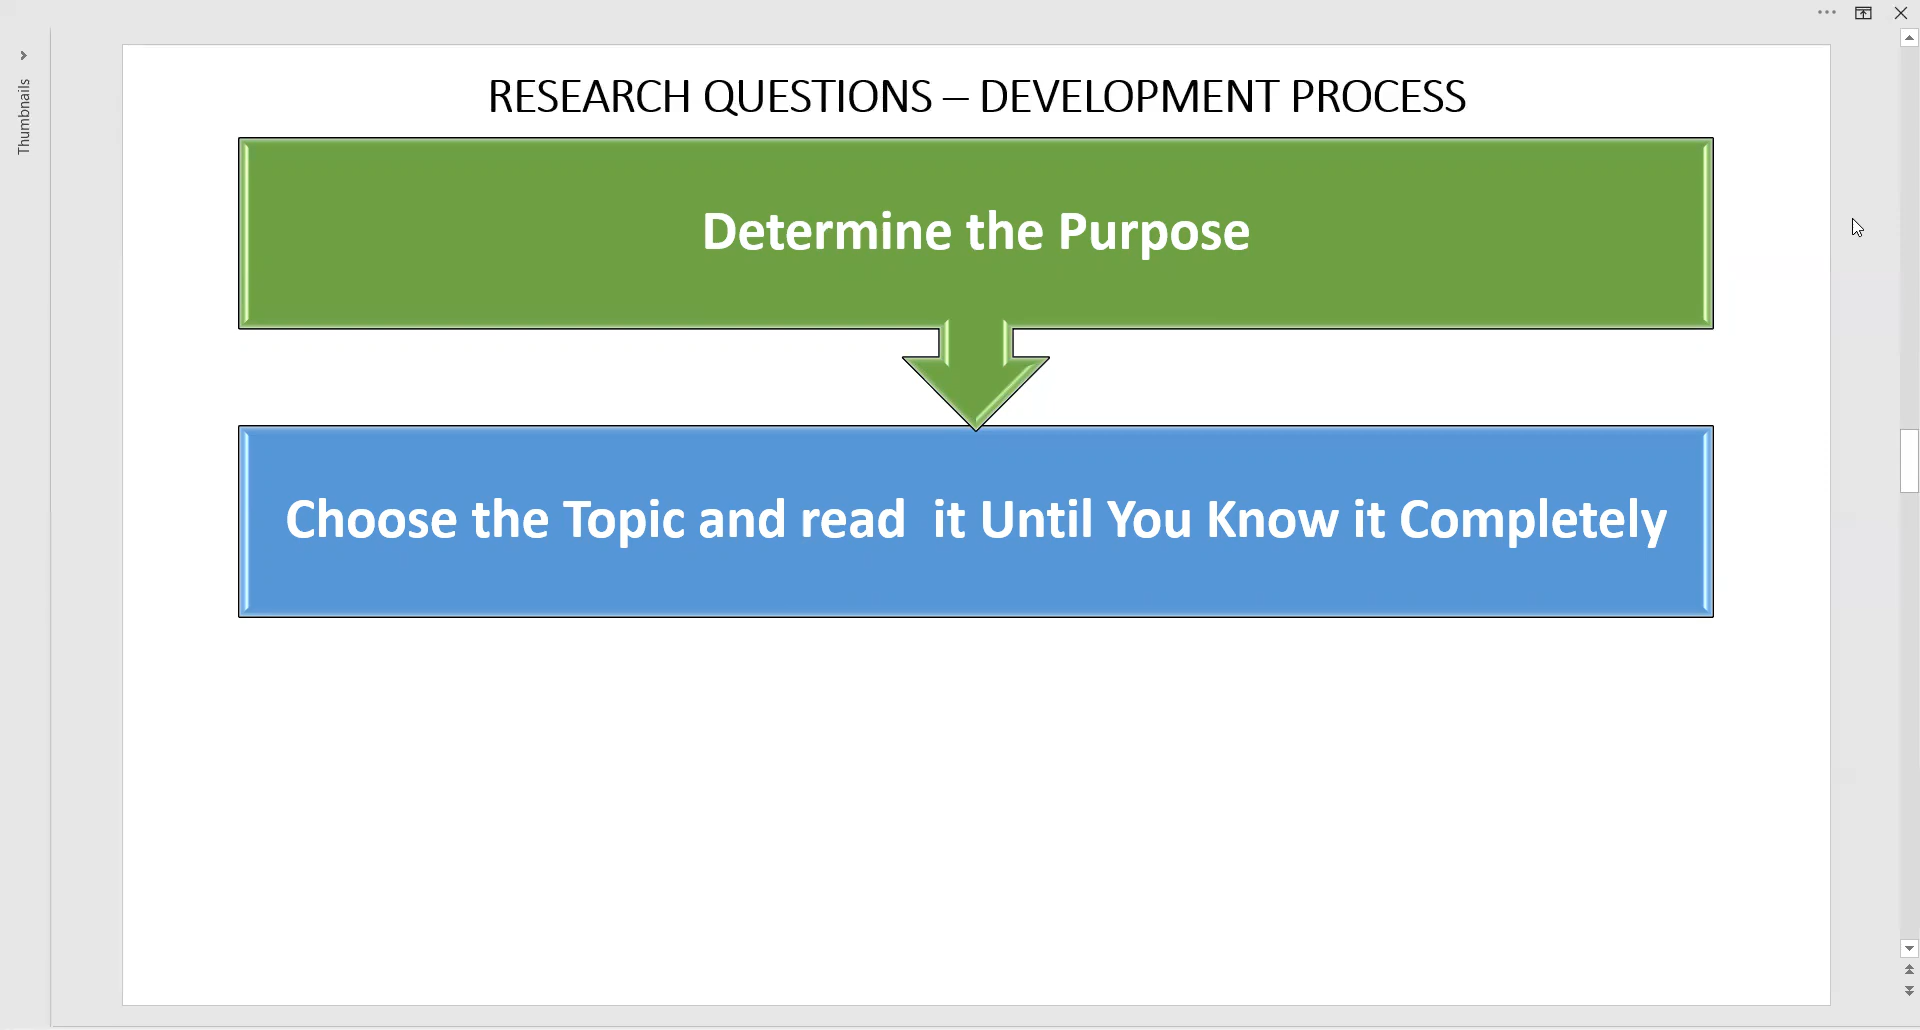 Thumbnails
RESEARCH QUESTIONS – DEVELOPMENT PROCESS
Determine the Purpose
Choose the Topic and read  it Until You Know it Completely